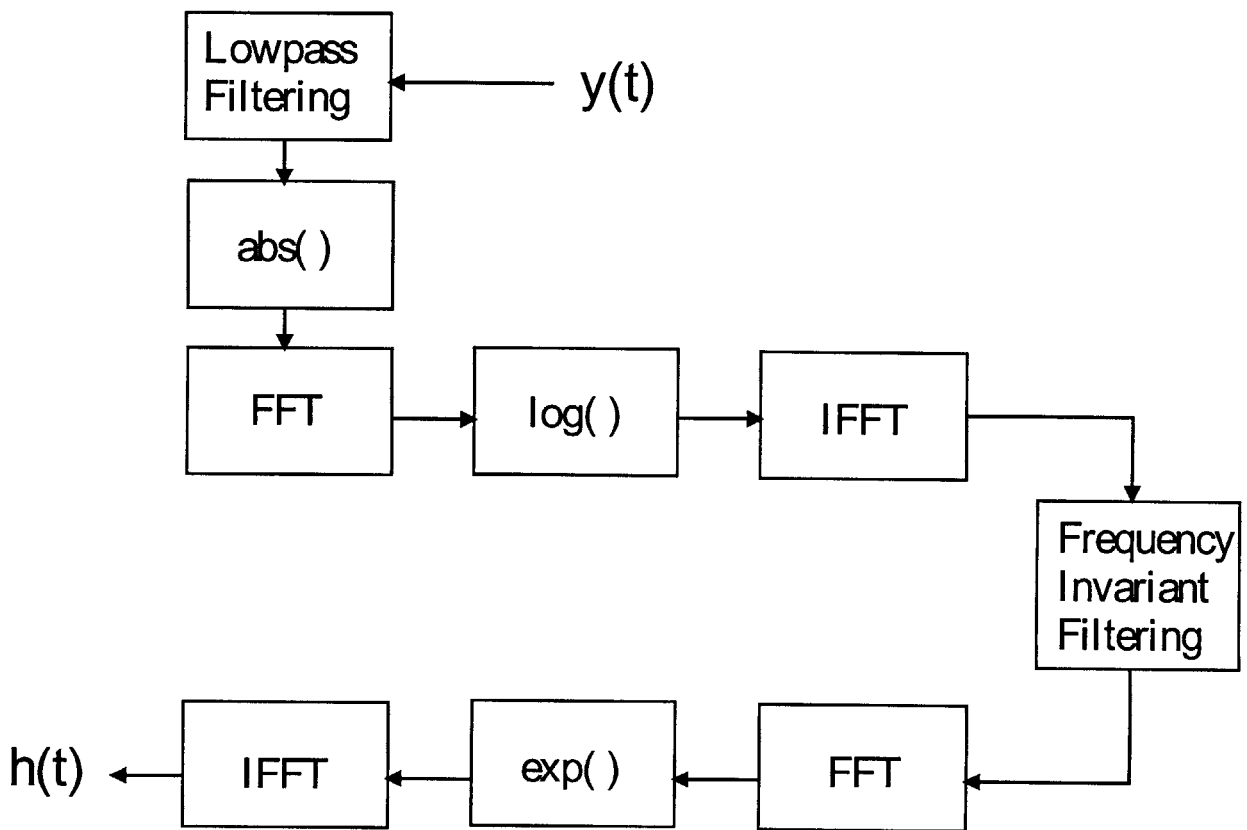 Lowpass
Filtering
y(t)
abs( )
FFT
log( )
IFFT
Frequency
Invariant
Filtering
h(t)
IFFT
exp( )
FFT